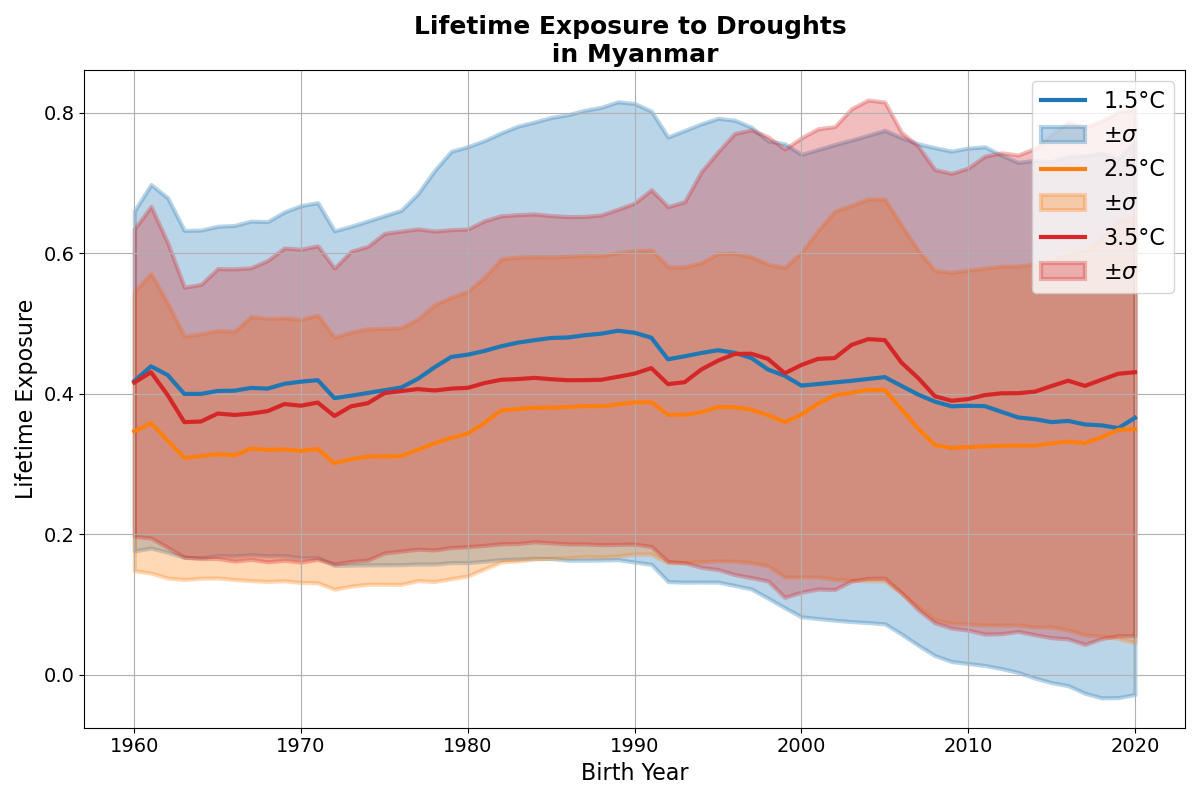 Lifetime Exposure to Droughts
in Myanmar
Lifetime Exposure
0.8
0.6
0.4
0.2
0.0
1960
1970
1980
1990
2000
2010
2020
Birth Year
1.5°C
±σ
2.5°C
±σ
3.5°C
±σ